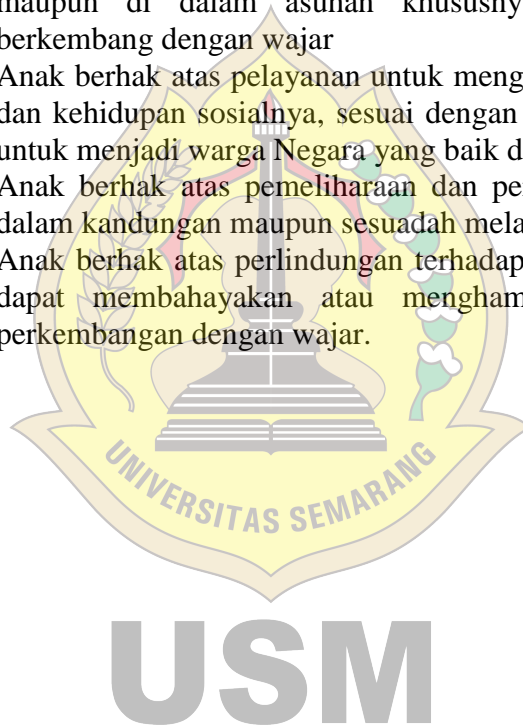 maupun di dalam asuhan khususny
berkembang dengan wajar
Anak berhak atas pelayanan untuk meng
dan kehidupan sosialnya, sesuai dengan
untuk menjadi warga Negara yang baik d
Anak berhak atas pemeliharaan dan pe
dalam kandungan maupun sesuadah mela
Anak berhak atas perlindungan terhadap
dapat membahayakan atau mengham
perkembangan dengan wajar.
UNIVERSITAS SEMARANG
USM